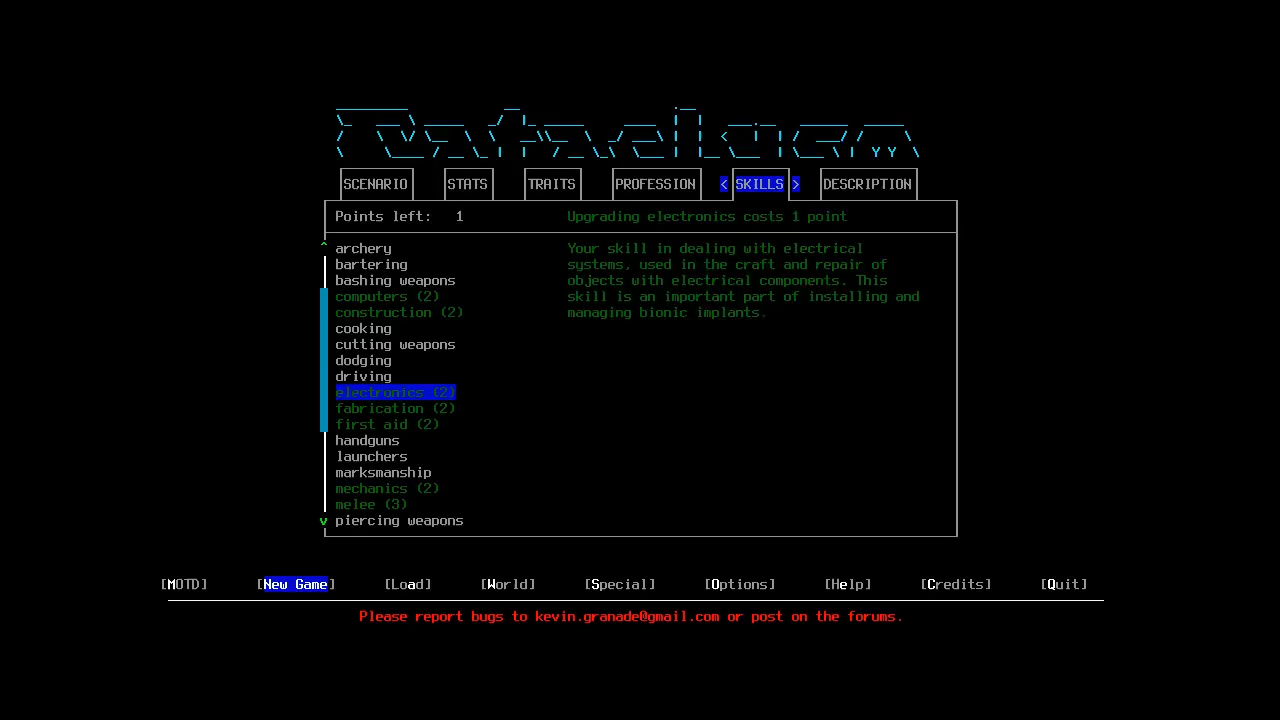 SCENARIO STATS TRAITS PROFESSION < SKILLS > DESCRIPTION
Points left: 1 Upgrading electronics costs 1 point
^ archery Your skill in dealing with electrical
bartering systems, used in the craft and repair of
bashing weapons objects with electrical components. This
computers (2) skill is an important part of installing and
construction (2) managing bionic implants.
cooking
cutting weapons
dodging
driving
electronics (2)
fabrication (2)
first aid (2)
handguns
launchers
marksmanship
mechanics (2)
melee (3)
v piercing weapons
[MOTD] [New Game] [Load] [World] [Special] [Options] [Help] [Credits] [Quit]
Please report bugs to kevin.granade@gmail.com or post on the forums.